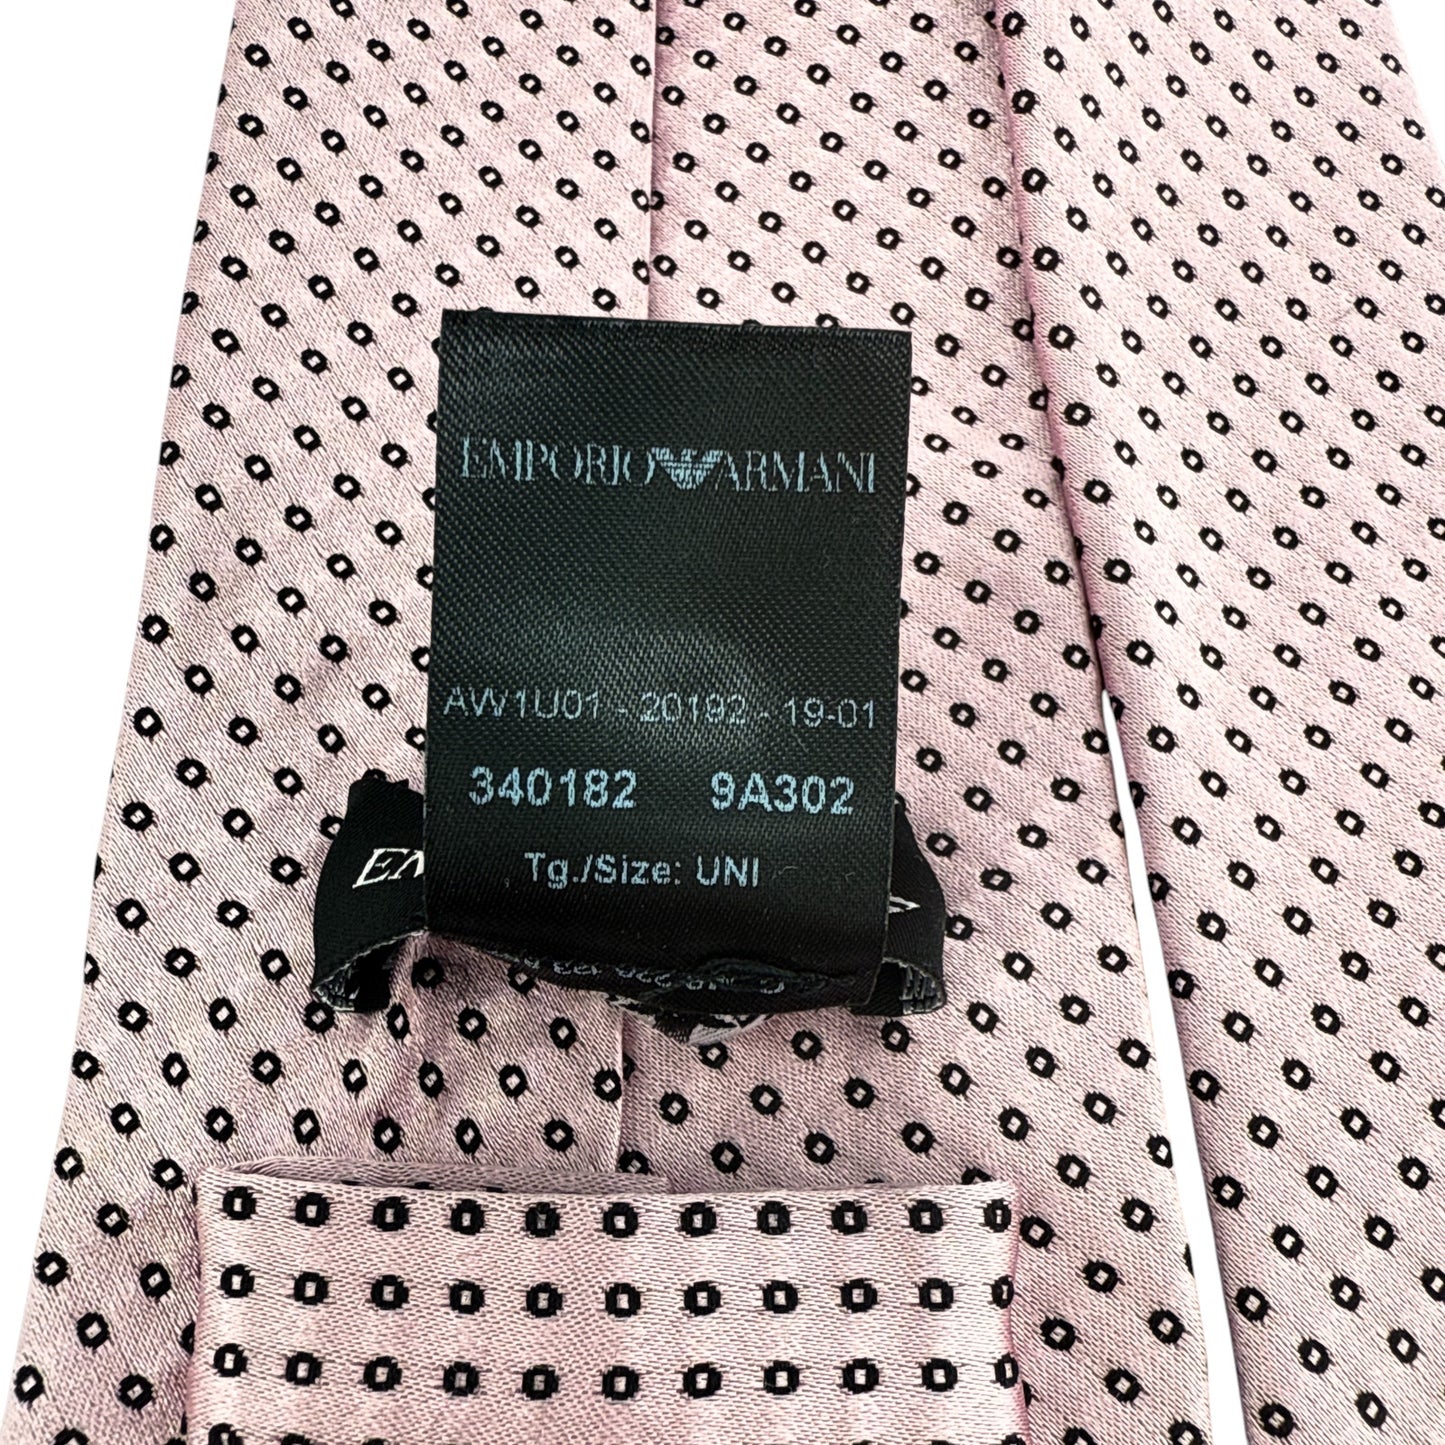 EMPORIO ARMANI
AW1U01 - 20192 - 19-01
340182 9A302
Tg./Size: UNI